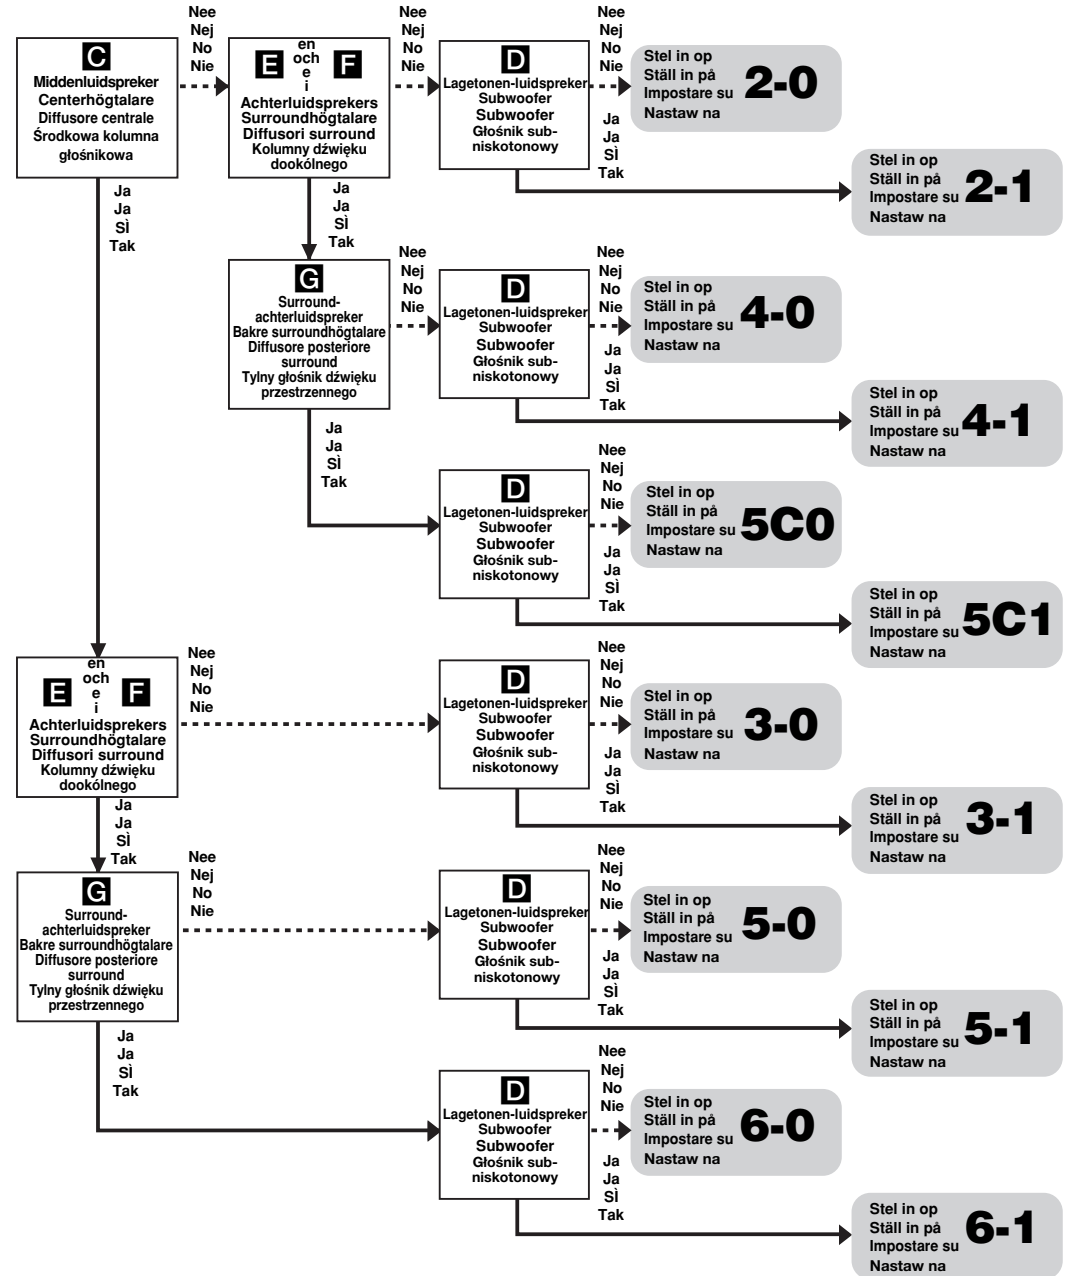 C
Middenluidspreker
Centerhögtalare
Diffusore centrale
Środkowa kolumna
głośnikowa
Nee
Nej
No
Nie
Ja
Ja
SÌ
Tak
E en F
och
e
i
Achterluidsprekers
Surroundhögtalare
Diffusori surround
Kolumny dźwięku
dookólnego
Nee
Nej
No
Nie
Ja
Ja
SÌ
Tak
D
Lagetonen-luidspreker
Subwoofer
Subwoofer
Głośnik sub-
niskotonowy
Nee
Nej
No
Nie
Stel in op
Ställ in på
Impostare su
Nastaw na
2-0
Ja
Ja
SÌ
Tak
Stel in op
Ställ in på
Impostare su
Nastaw na
2-1
G
Surround-
achterluidspreker
Bakre surroundhögtalare
Diffusore posteriore
surround
Tylny głośnik dźwięku
przestrzennego
Nee
Nej
No
Nie
Ja
Ja
SÌ
Tak
D
Lagetonen-luidspreker
Subwoofer
Subwoofer
Głośnik sub-
niskotonowy
Nee
Nej
No
Nie
Stel in op
Ställ in på
Impostare su
Nastaw na
4-0
Ja
Ja
SÌ
Tak
Stel in op
Ställ in på
Impostare su
Nastaw na
4-1
D
Lagetonen-luidspreker
Subwoofer
Subwoofer
Głośnik sub-
niskotonowy
Nee
Nej
No
Nie
Stel in op
Ställ in på
Impostare su
Nastaw na
5C0
Ja
Ja
SÌ
Tak
Stel in op
Ställ in på
Impostare su
Nastaw na
5C1
E en F
och
e
i
Achterluidsprekers
Surroundhögtalare
Diffusori surround
Kolumny dźwięku
dookólnego
Nee
Nej
No
Nie
Ja
Ja
SÌ
Tak
D
Lagetonen-luidspreker
Subwoofer
Subwoofer
Głośnik sub-
niskotonowy
Nee
Nej
No
Nie
Stel in op
Ställ in på
Impostare su
Nastaw na
3-0
Ja
Ja
SÌ
Tak
Stel in op
Ställ in på
Impostare su
Nastaw na
3-1
G
Surround-
achterluidspreker
Bakre surroundhögtalare
Diffusore posteriore
surround
Tylny głośnik dźwięku
przestrzennego
Nee
Nej
No
Nie
Ja
Ja
SÌ
Tak
D
Lagetonen-luidspreker
Subwoofer
Subwoofer
Głośnik sub-
niskotonowy
Nee
Nej
No
Nie
Stel in op
Ställ in på
Impostare su
Nastaw na
5-0
Ja
Ja
SÌ
Tak
Stel in op
Ställ in på
Impostare su
Nastaw na
5-1
D
Lagetonen-luidspreker
Subwoofer
Subwoofer
Głośnik sub-
niskotonowy
Nee
Nej
No
Nie
Stel in op
Ställ in på
Impostare su
Nastaw na
6-0
Ja
Ja
SÌ
Tak
Stel in op
Ställ in på
Impostare su
Nastaw na
6-1